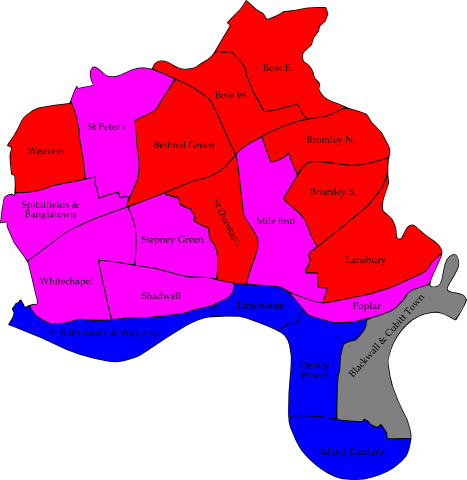 Bow E.
Bow W.
St Peter's
Bromley N.
Bethnal Green
Weavers
Bromley S.
Spitalfields &
Banglatown
St Dunstan's
Mile End
Stepney Green
Lansbury
Whitechapel
Shadwell
Limehouse
Poplar
St Katharine's & Wapping
Blackwall & Cubitt Town
Canary
Wharf
Island Gardens